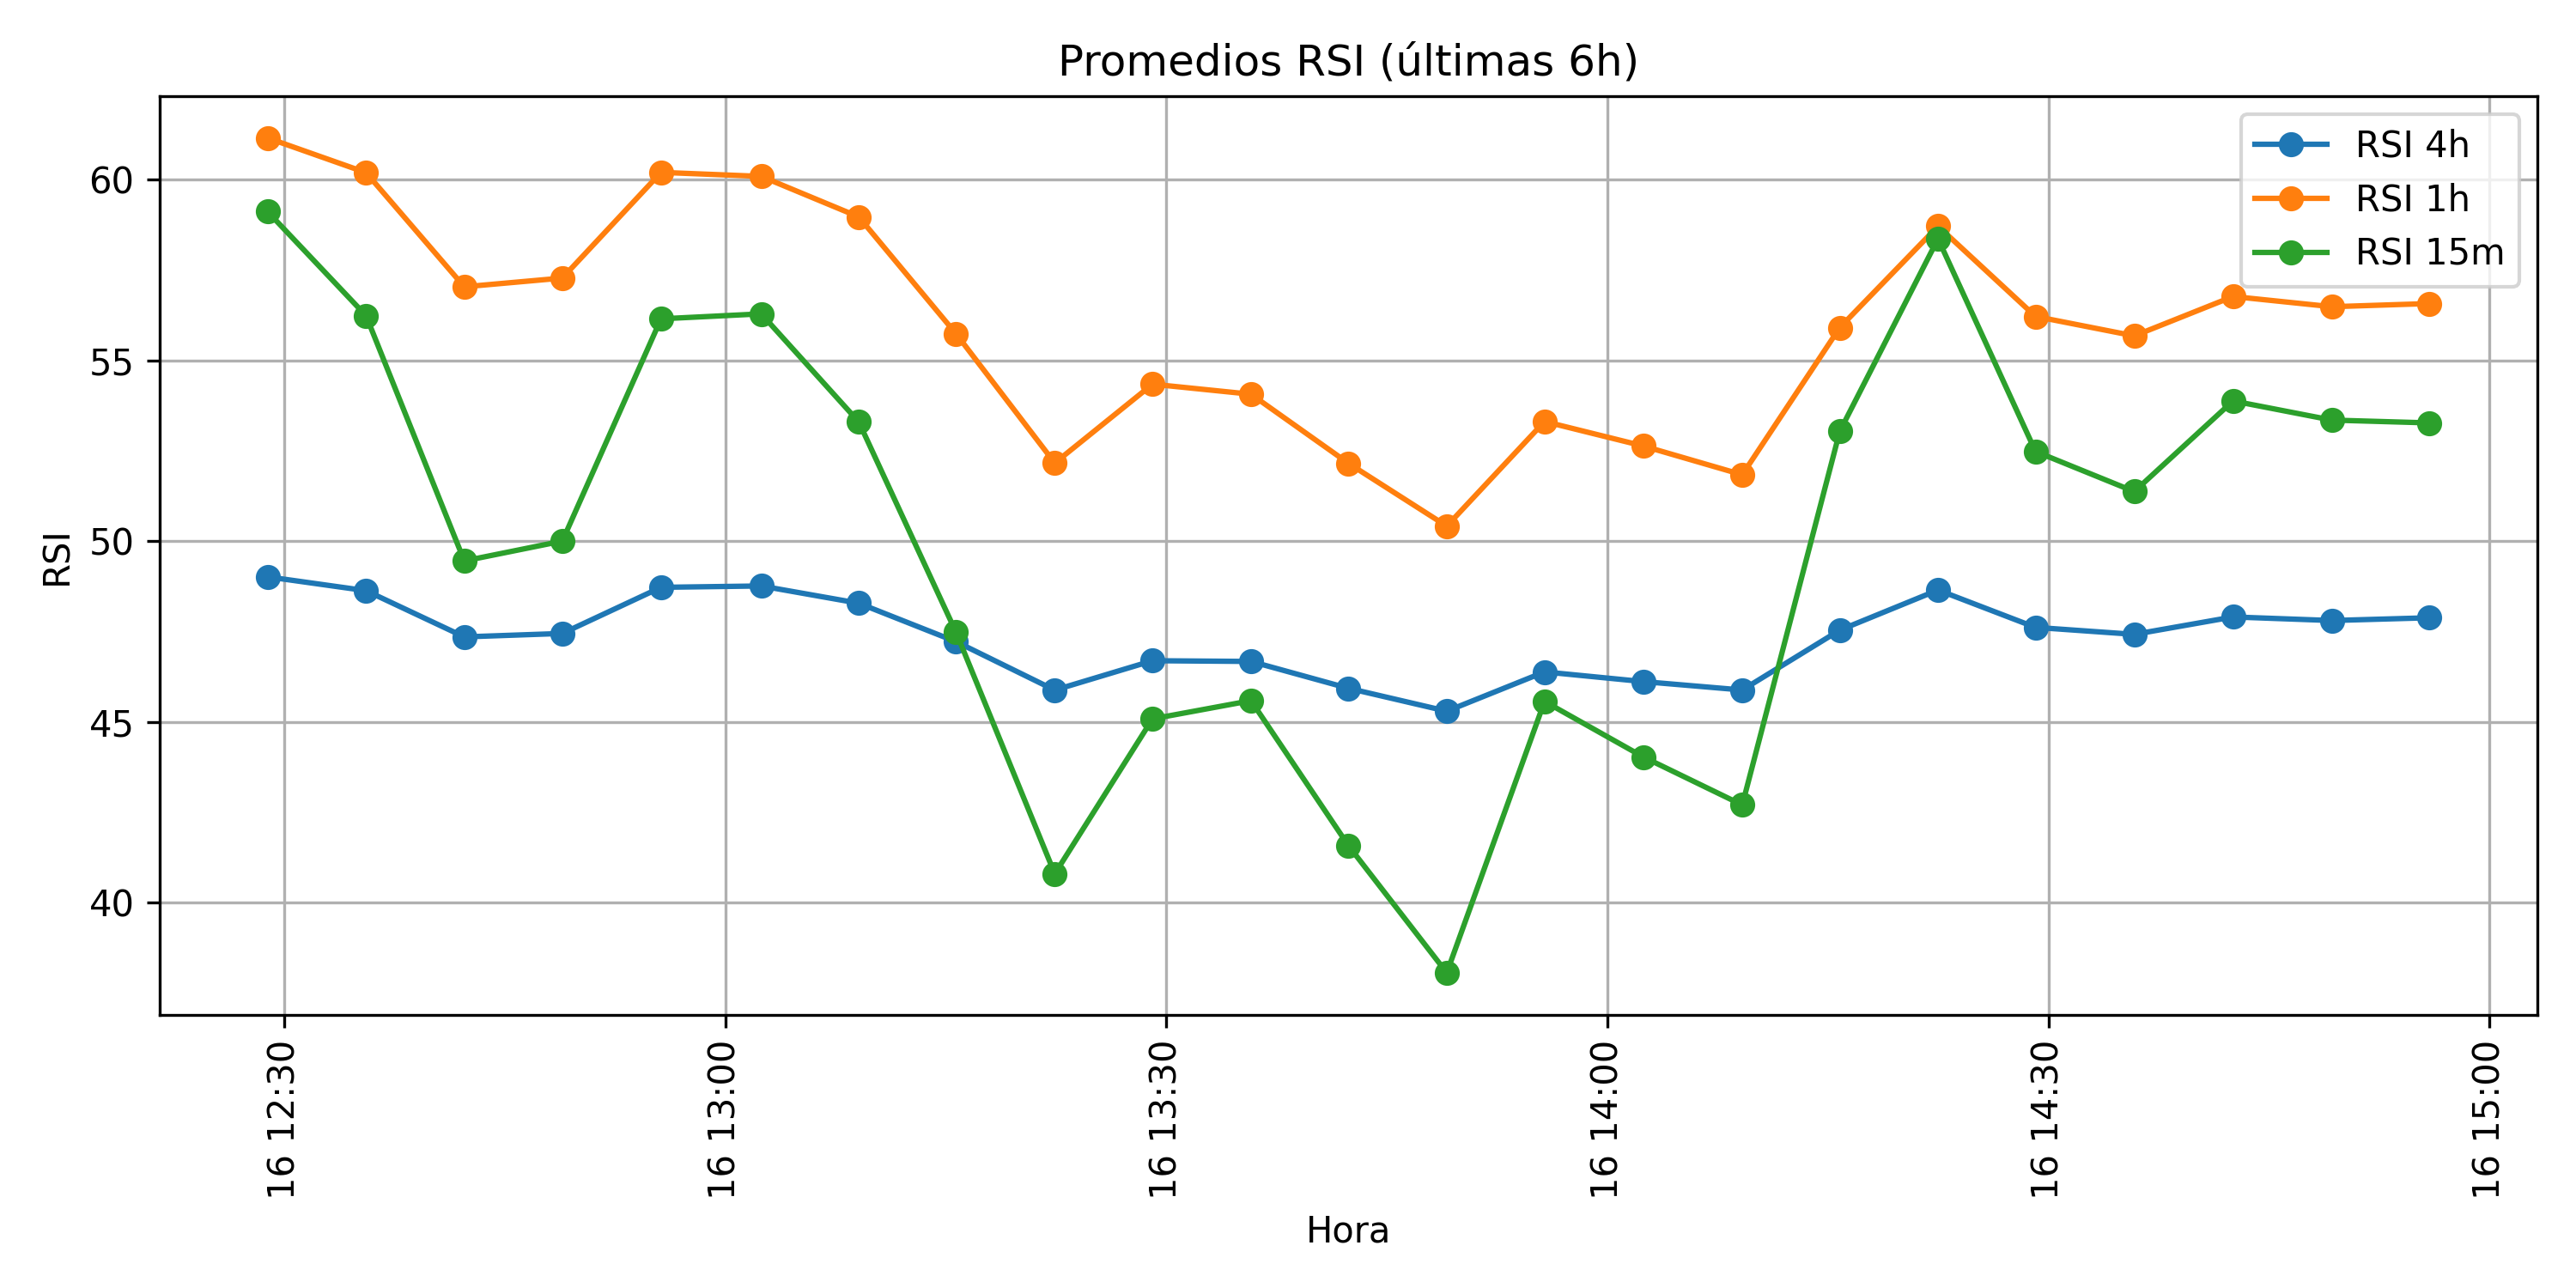 Promedios RSI (últimas 6h)
RSI 4h
RSI 1h
RSI 15m
60
55
50
45
40
RSI
16 12:30
16 13:00
16 13:30
16 14:00
16 14:30
16 15:00
Hora